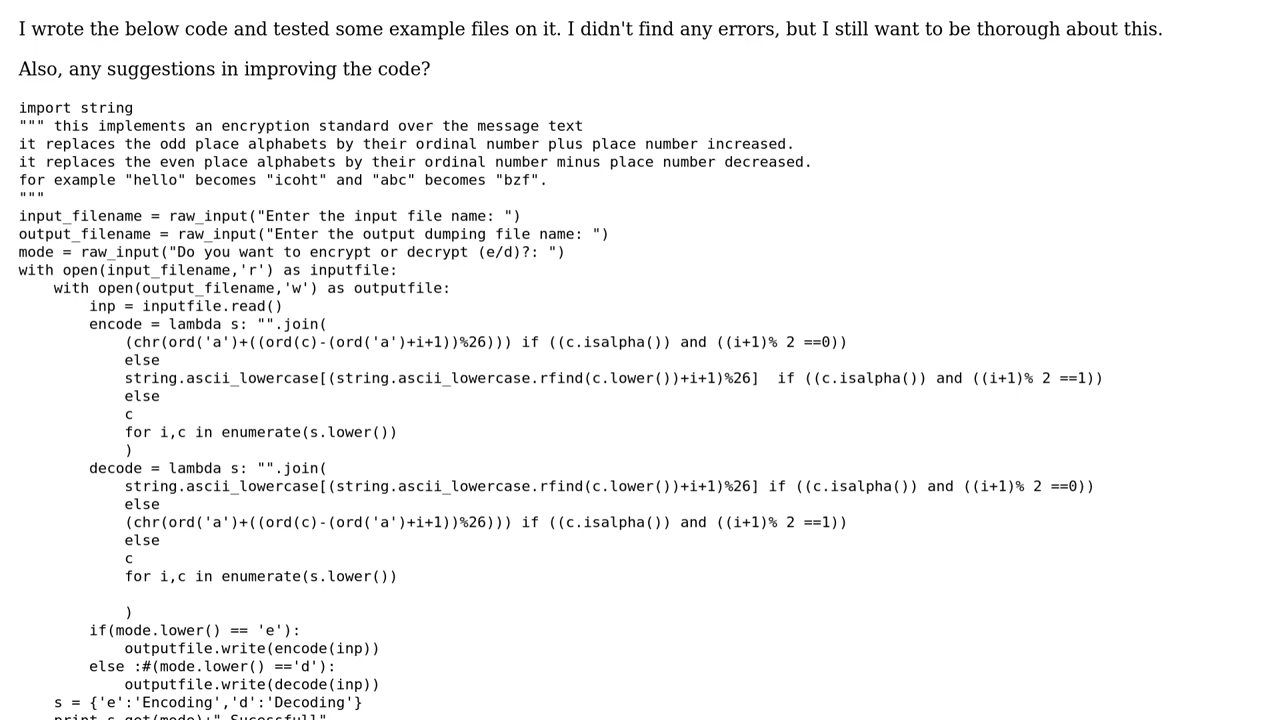 I wrote the below code and tested some example files on it. I didn't find any errors, but I still want to be thorough about this.
Also, any suggestions in improving the code?
import string
""" this implements an encryption standard over the message text
it replaces the odd place alphabets by their ordinal number plus place number increased.
it replaces the even place alphabets by their ordinal number minus place number decreased.
for example "hello" becomes "icoht" and "abc" becomes "bzf".
"""
input_filename = raw_input("Enter the input file name: ")
output_filename = raw_input("Enter the output dumping file name: ")
mode = raw_input("Do you want to encrypt or decrypt (e/d)?: ")
with open(input_filename,'r') as inputfile:
    with open(output_filename,'w') as outputfile:
        inp = inputfile.read()
        encode = lambda s: "".join(
            (chr(ord('a')+((ord(c)-(ord('a')+i+1))%26))) if ((c.isalpha()) and ((i+1)% 2 ==0))
            else
            string.ascii_lowercase[(string.ascii_lowercase.rfind(c.lower())+i+1)%26]  if ((c.isalpha()) and ((i+1)% 2 ==1))
            else
            c
            for i,c in enumerate(s.lower())
            )
        decode = lambda s: "".join(
            string.ascii_lowercase[(string.ascii_lowercase.rfind(c.lower())+i+1)%26] if ((c.isalpha()) and ((i+1)% 2 ==0))
            else
            (chr(ord('a')+((ord(c)-(ord('a')+i+1))%26))) if ((c.isalpha()) and ((i+1)% 2 ==1))
            else
            c
            for i,c in enumerate(s.lower())
            )
        if(mode.lower() == 'e'):
            outputfile.write(encode(inp))
        else :#(mode.lower() =='d'):
            outputfile.write(decode(inp))
    s = {'e':'Encoding','d':'Decoding'}
    print s.get(mode)+" Sucessfull"